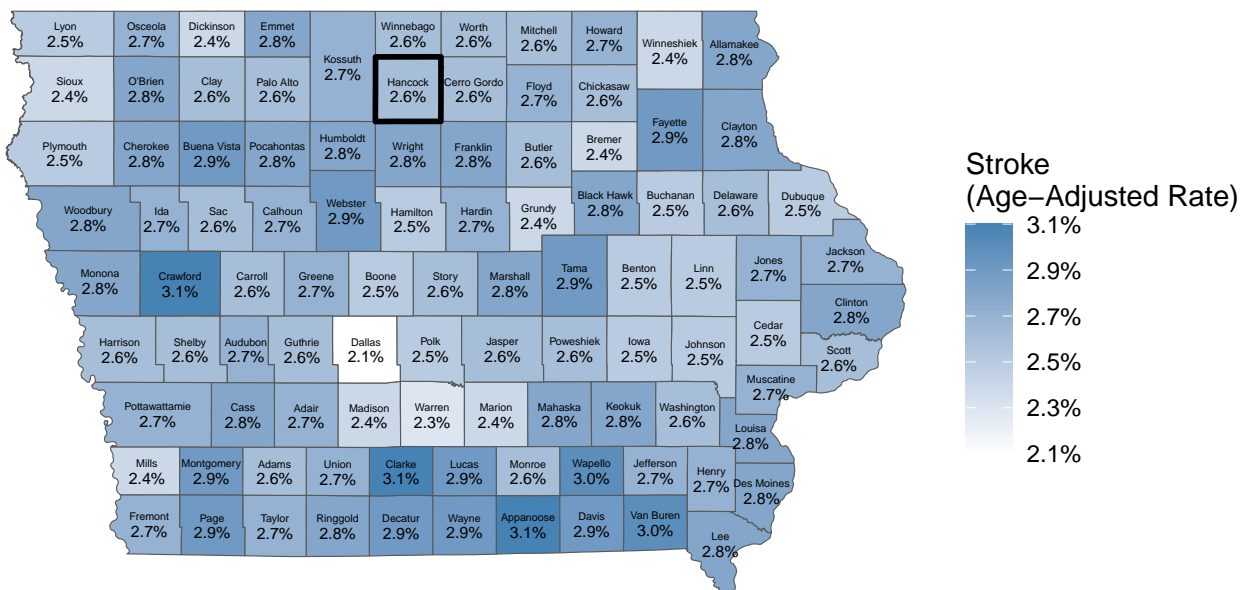 Lyon
2.5%
Osceola
2.7%
Dickinson
2.4%
Emmet
2.8%
Kossuth
2.7%
Winnebago
2.6%
Worth
2.6%
Mitchell
2.6%
Howard
2.7%
Winneshiek
2.4%
Allamakee
2.8%
Sioux
2.4%
O'Brien
2.8%
Clay
2.6%
Palo Alto
2.6%
Hancock
2.6%
Cerro Gordo
2.6%
Floyd
2.7%
Chickasaw
2.6%
Fayette
2.9%
Clayton
2.8%
Plymouth
2.5%
Cherokee
2.8%
Buena Vista
2.9%
Pocahontas
2.8%
Humboldt
2.8%
Wright
2.8%
Franklin
2.8%
Butler
2.6%
Bremer
2.4%
Woodbury
2.8%
Ida
2.7%
Sac
2.6%
Calhoun
2.7%
Webster
2.9%
Hamilton
2.5%
Hardin
2.7%
Grundy
2.4%
Black Hawk
2.8%
Buchanan
2.5%
Delaware
2.6%
Dubuque
2.5%
Monona
2.8%
Crawford
3.1%
Carroll
2.6%
Greene
2.7%
Boone
2.5%
Story
2.6%
Marshall
2.8%
Tama
2.9%
Benton
2.5%
Linn
2.5%
Jones
2.7%
Jackson
2.7%
Clinton
2.8%
Harrison
2.6%
Shelby
2.6%
Audubon
2.7%
Guthrie
2.6%
Dallas
2.1%
Polk
2.5%
Jasper
2.6%
Poweshiek
2.6%
Iowa
2.5%
Johnson
2.5%
Cedar
2.5%
Scott
2.6%
Muscatine
2.7%
Pottawattamie
2.7%
Cass
2.8%
Adair
2.7%
Madison
2.4%
Warren
2.3%
Marion
2.4%
Mahaska
2.8%
Keokuk
2.8%
Washington
2.6%
Louisa
2.8%
Mills
2.4%
Montgomery
2.9%
Adams
2.6%
Union
2.7%
Clarke
3.1%
Lucas
2.9%
Monroe
2.6%
Wapello
3.0%
Jefferson
2.7%
Henry
2.7%
Des Moines
2.8%
Fremont
2.7%
Page
2.9%
Taylor
2.7%
Ringgold
2.8%
Decatur
2.9%
Wayne
2.9%
Appanoose
3.1%
Davis
2.9%
Van Buren
3.0%
Lee
2.8%
Stroke
(Age−Adjusted Rate)
3.1%
2.9%
2.7%
2.5%
2.3%
2.1%